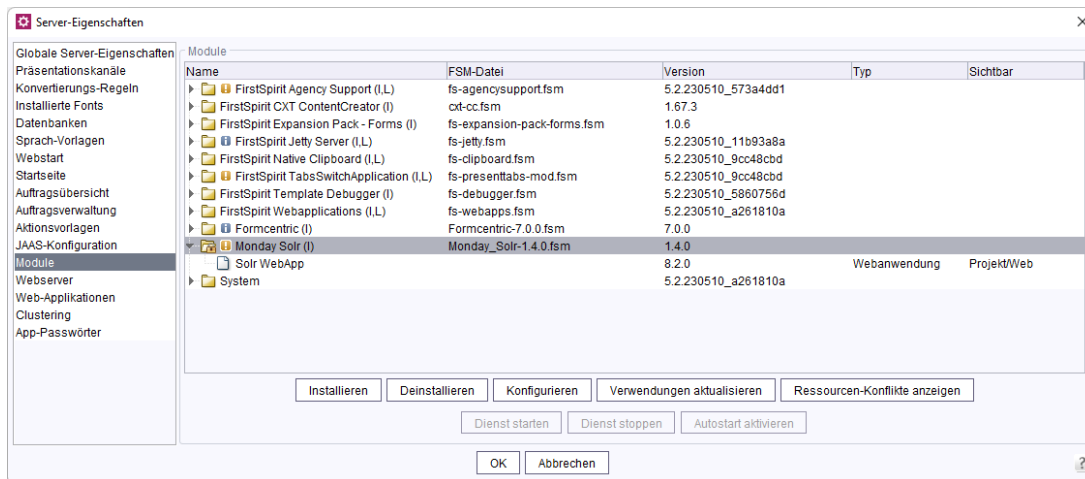 Server-Eigenschaften
Globale Server-Eigenschaften
Präsentationskanäle
Konvertierungs-Regeln
Installierte Fonts
Datenbanken
Sprach-Vorlagen
Webstart
Startseite
Auftragsübersicht
Auftragsverwaltung
Aktionsvorlagen
JAAS-Konfiguration
Module
Webserver
Web-Applikationen
Clustering
App-Passwörter
Module
Name FSM-Datei Version Typ Sichtbar
FirstSpirit Agency Support (I,L) fs-agencysupport.fsm 5.2.230510_573a4dd1
FirstSpirit CXT ContentCreator (I) cxt-cc.fsm 1.67.3
FirstSpirit Expansion Pack - Forms (I) fs-expansion-pack-forms.fsm 1.0.6
FirstSpirit Jetty Server (I,L) fs-jetty.fsm 5.2.230510_11b93a8a
FirstSpirit Native Clipboard (I,L) fs-clipboard.fsm 5.2.230510_9cc48cbd
FirstSpirit TabsSwitchApplication (I,L) fs-presenttabs-mod.fsm 5.2.230510_9cc48cbd
FirstSpirit Template Debugger (I) fs-debugger.fsm 5.2.230510_5860756d
FirstSpirit Webapplications (I,L) fs-webapps.fsm 5.2.230510_a261810a
Formcentric (I) Formcentric-7.0.0.fsm 7.0.0
Monday Solr (I) Monday_Solr-1.4.0.fsm 1.4.0
Solr WebApp 8.2.0 Webanwendung Projekt/Web
System 5.2.230510_a261810a
Installieren Deinstallieren Konfigurieren Verwendungen aktualisieren Ressourcen-Konflikte anzeigen
Dienst starten Dienst stoppen Autostart aktivieren
OK Abbrechen
?